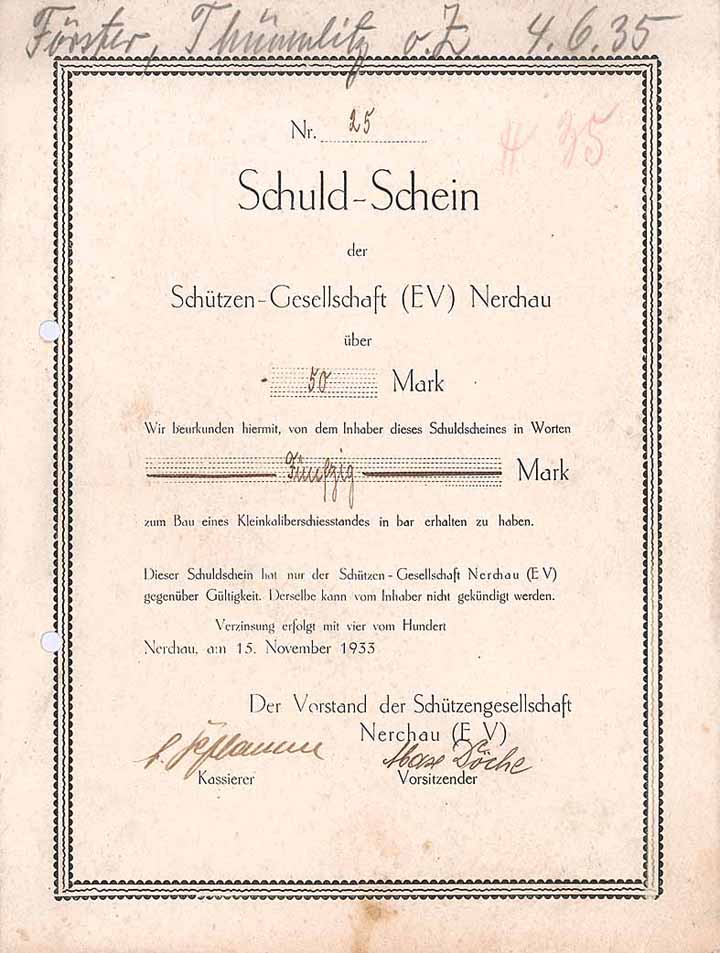 Förster, Thümmlitz o.Z. 4.6.35
Nr. 25
# 35
Schuld-Schein
der
Schützen-Gesellschaft (EV) Nerchau
über
50 Mark
Wir beurkunden hiermit, von dem Inhaber dieses Schuldscheines in Worten
Fünfzig Mark
zum Bau eines Kleinkaliberschiesstandes in bar erhalten zu haben.
Dieser Schuldschein hat nur der Schützen-Gesellschaft Nerchau (EV)
gegenüber Gültigkeit. Derselbe kann vom Inhaber nicht gekündigt werden.
Verzinsung erfolgt mit vier vom Hundert
Nerchau, am 15. November 1933
Der Vorstand der Schützengesellschaft
Nerchau (E V)
Max Döche
Kassierer Vorsitzender